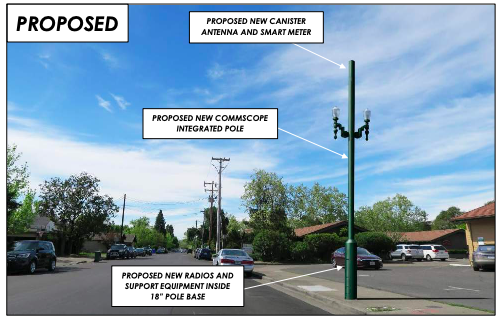 PROPOSED
PROPOSED NEW CANISTER
ANTENNA AND SMART METER
PROPOSED NEW COMMSCOPE
INTEGRATED POLE
PROPOSED NEW RADIOS AND
SUPPORT EQUIPMENT INSIDE
18" POLE BASE